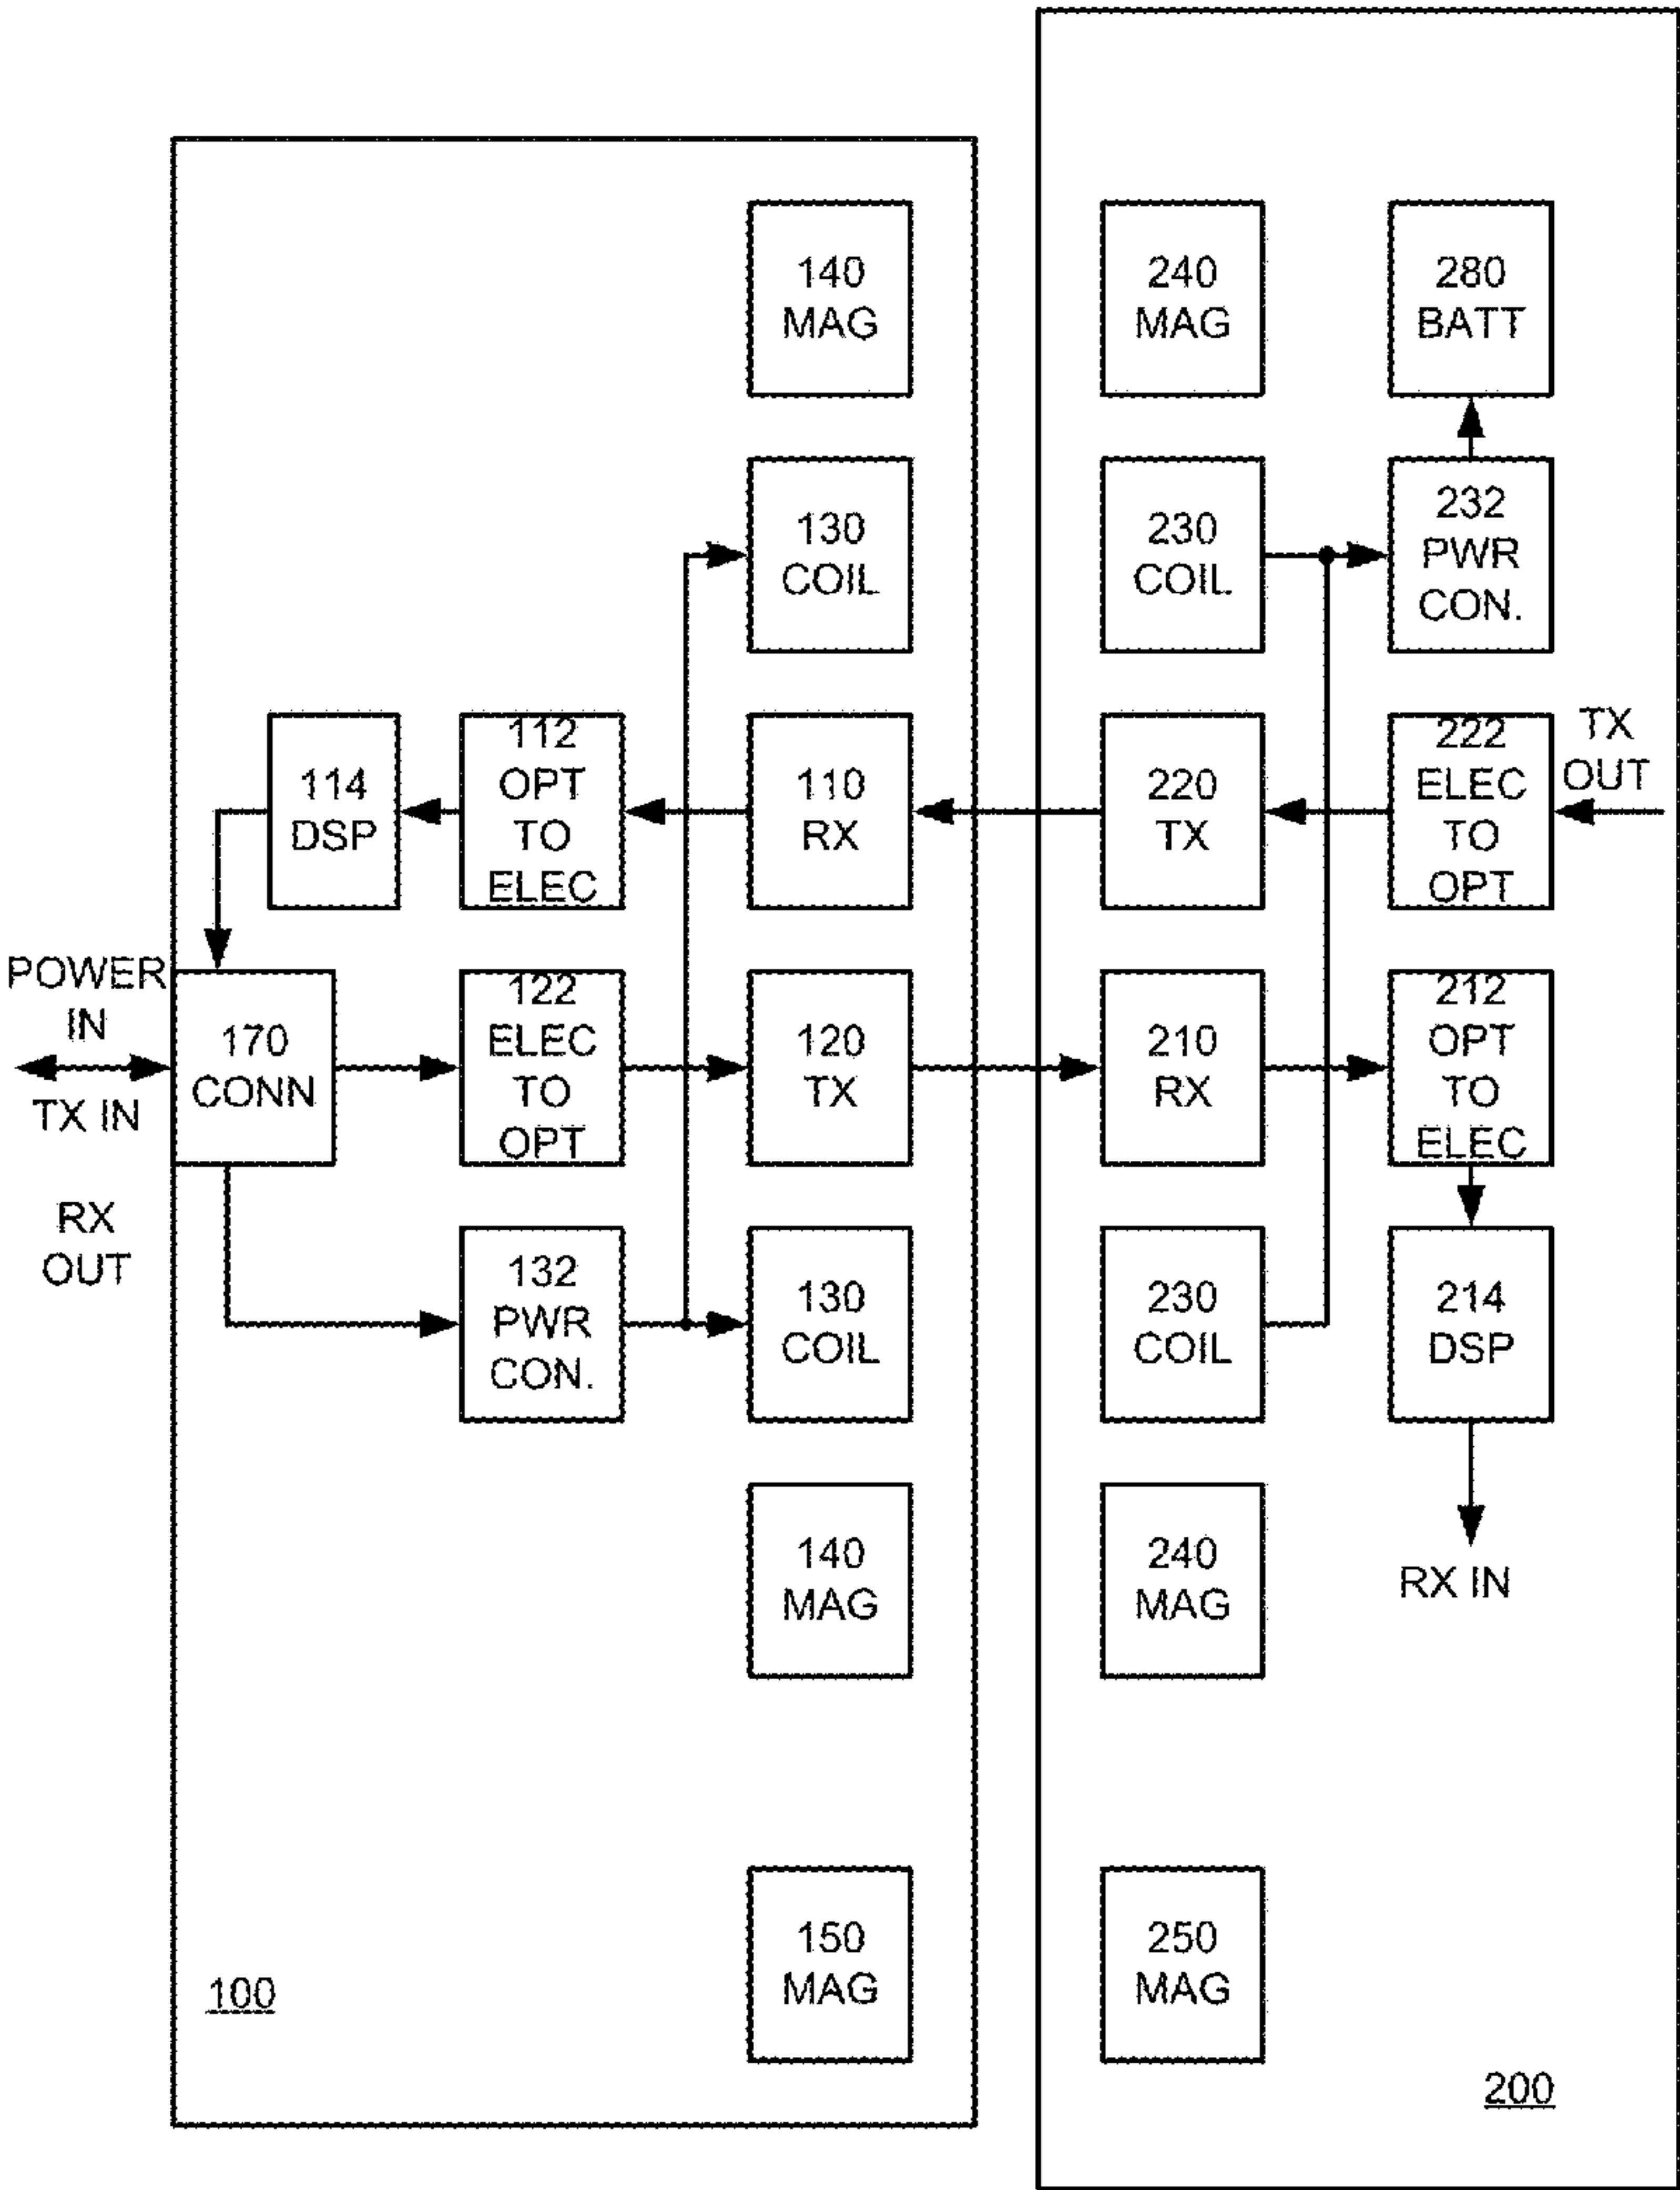 140
MAG
240
MAG
280
BATT
130
COIL
230
COIL
232
PWR
CON.
114
DSP
112
OPT
TO
ELEC
110
RX
220
TX
222
ELEC
TO
OPT
TX
OUT
POWER
IN
TX IN
RX
OUT
170
CONN
122
ELEC
TO
OPT
120
TX
210
RX
212
OPT
TO
ELEC
132
PWR
CON.
130
COIL
230
COIL
214
DSP
140
MAG
240
MAG
RX IN
150
MAG
250
MAG
100
200